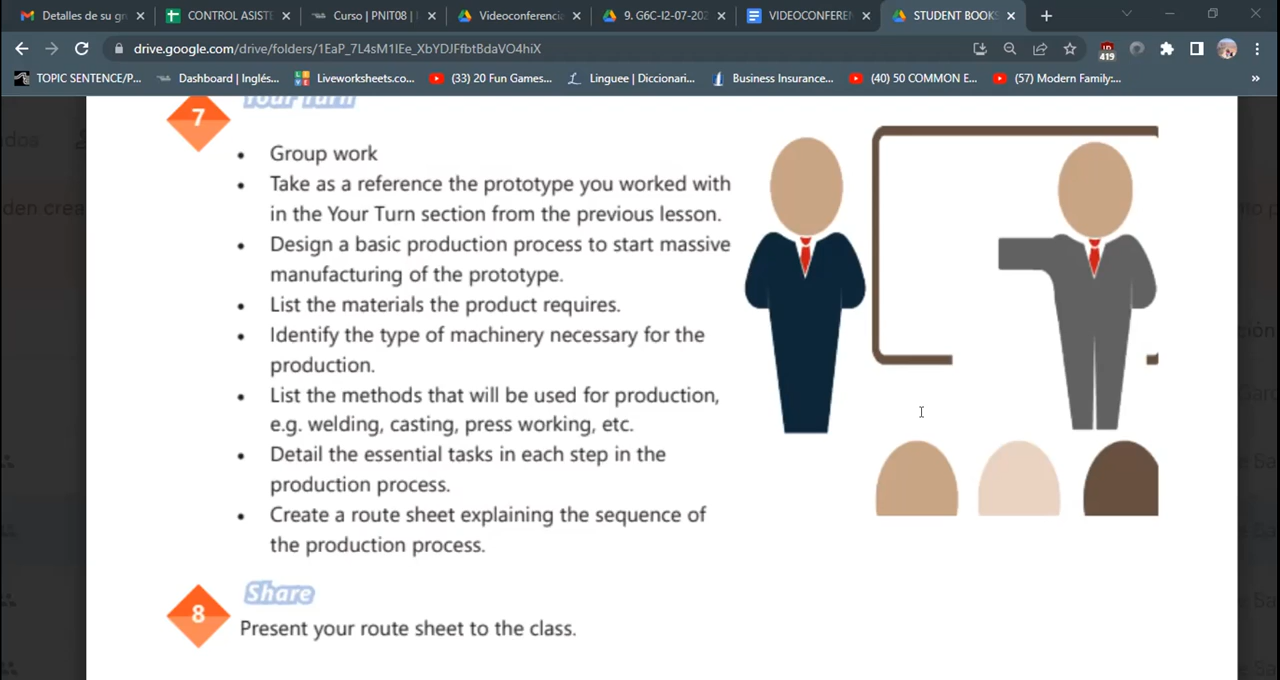 Detalles de su gr
CONTROL ASISTE
Curso | PNIT08 |
Videoconferencia
9. G6C-I2-07-202
VIDEOCONFEREN
STUDENT BOOKS
drive.google.com/drive/folders/1EaP_7L4sM1IEe_XbYDJFfbtBdaVO4hiX
419
TOPIC SENTENCE/P...
Dashboard | Inglés...
Liveworksheets.co...
(33) 20 Fun Games...
Linguee | Diccionari...
Business Insurance...
(40) 50 COMMON E...
(57) Modern Family:...
»
7
Your Turn
• Group work
• Take as a reference the prototype you worked with
in the Your Turn section from the previous lesson.
• Design a basic production process to start massive
manufacturing of the prototype.
• List the materials the product requires.
• Identify the type of machinery necessary for the
production.
• List the methods that will be used for production,
e.g. welding, casting, press working, etc.
• Detail the essential tasks in each step in the
production process.
• Create a route sheet explaining the sequence of
the production process.
8
Share
Present your route sheet to the class.